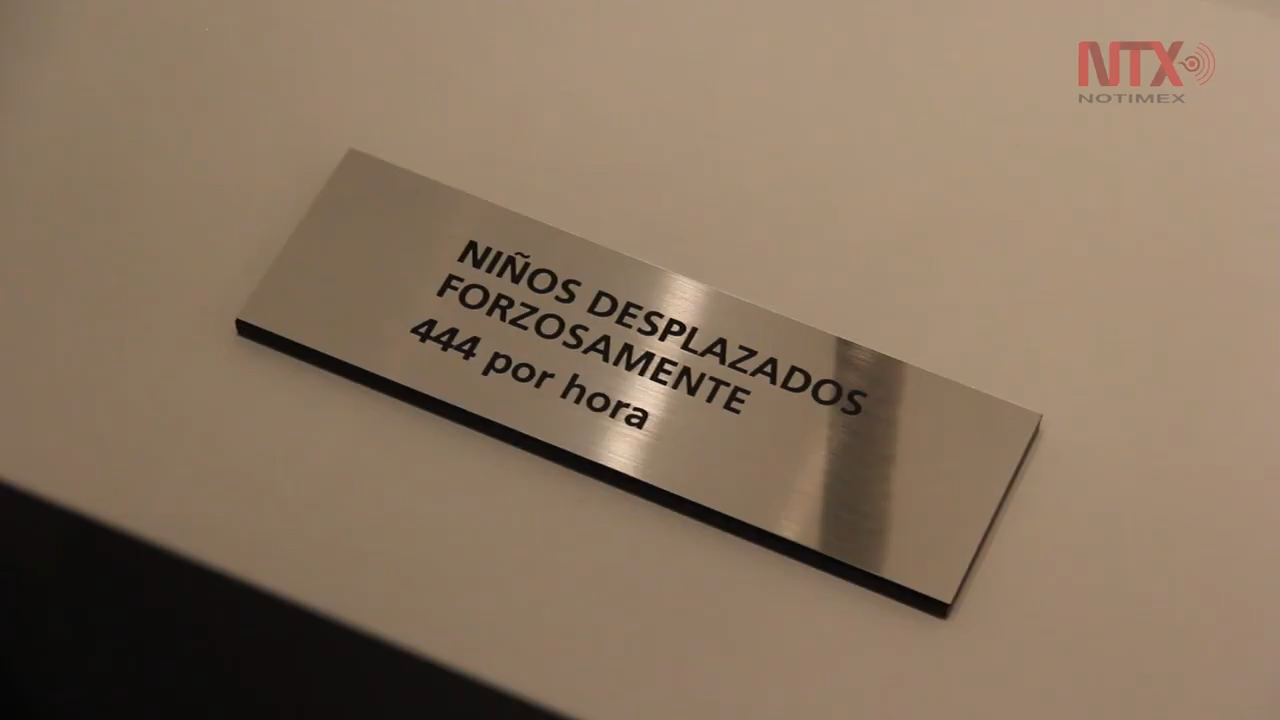 NTX
NOTIMEX
NIÑOS DESPLAZADOS
FORZOSAMENTE
444 por hora